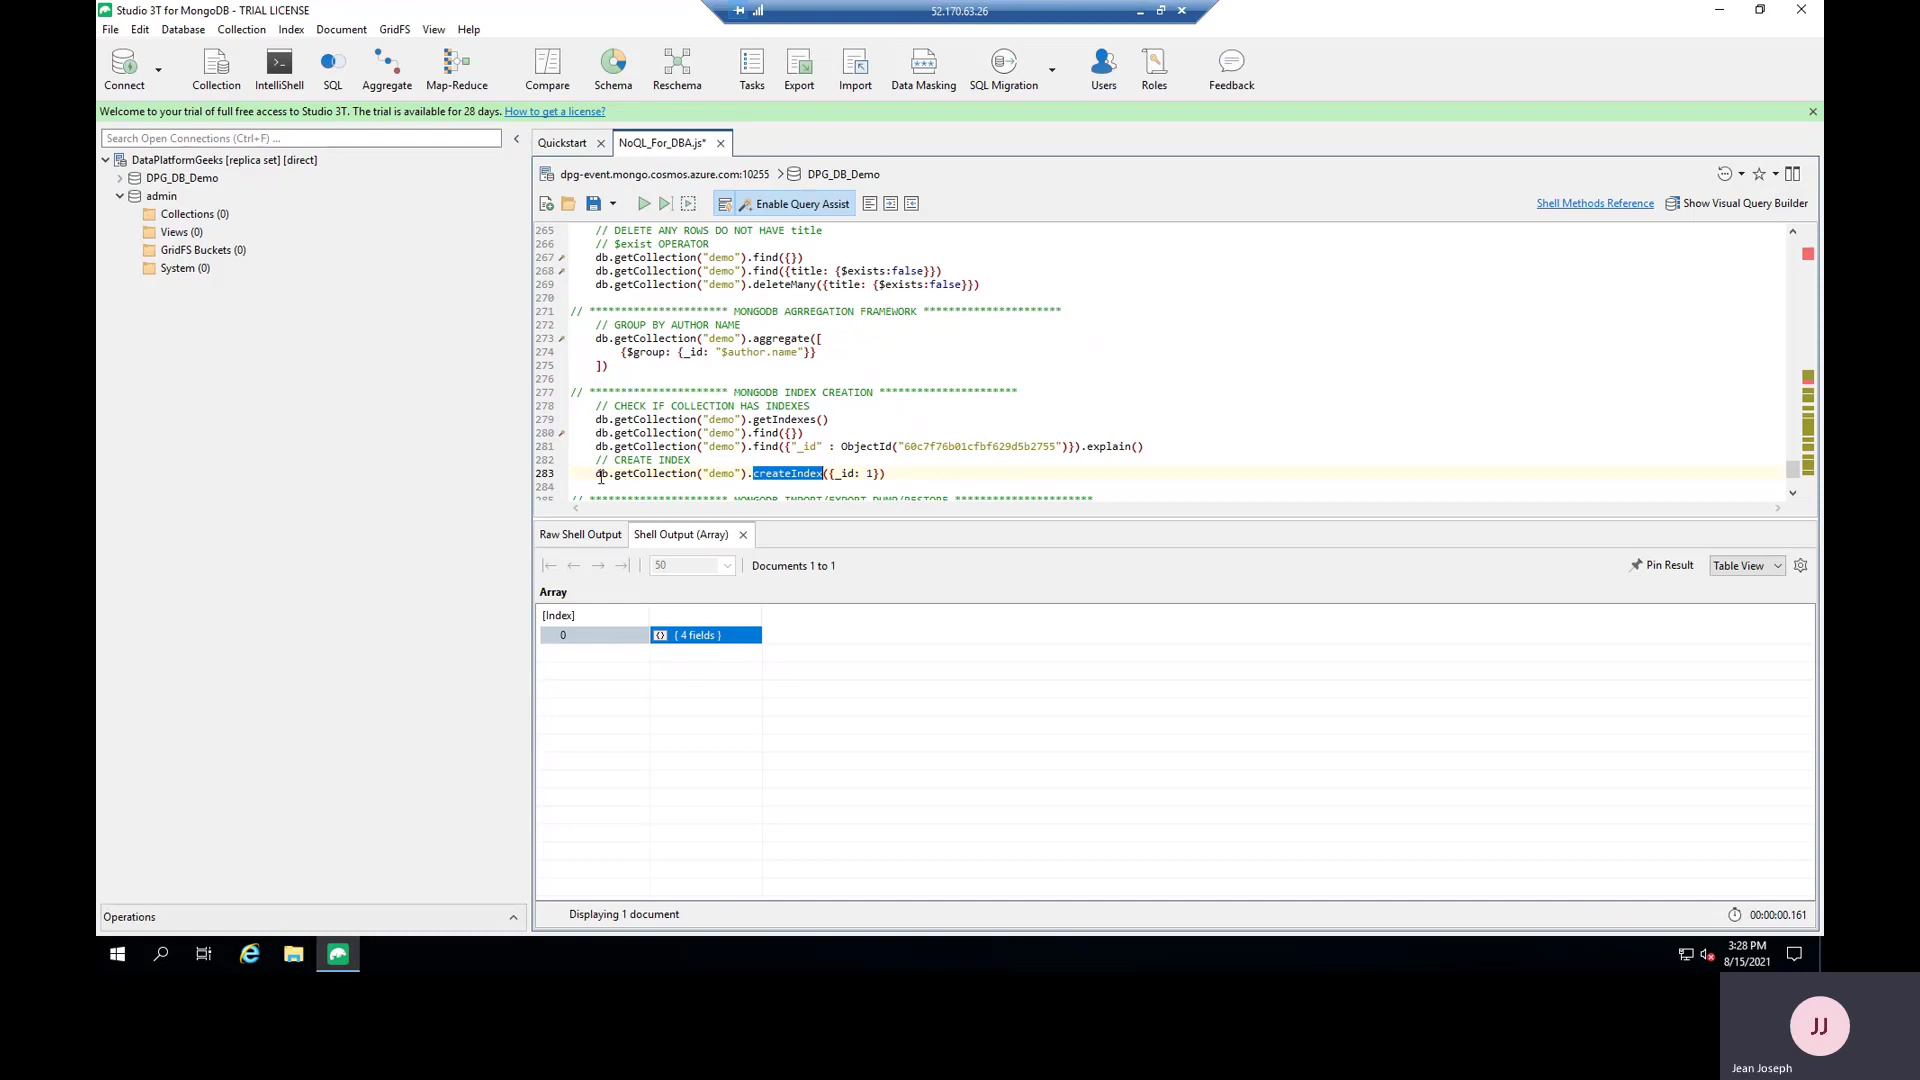 Studio 3T for MongoDB - TRIAL LICENSE
52.170.63.26
File Edit Database Collection Index Document GridFS View Help
Connect Collection IntelliShell SQL Aggregate Map-Reduce Compare Schema Reschema Tasks Export Import Data Masking SQL Migration Users Roles Feedback
Welcome to your trial of full free access to Studio 3T. The trial is available for 28 days. How to get a license?
Search Open Connections (Ctrl+F) ...
Quickstart
NoQL_For_DBA.js*
DataPlatformGeeks [replica set] [direct]
DPG_DB_Demo
admin
Collections (0)
Views (0)
GridFS Buckets (0)
System (0)
dpg-event.mongo.cosmos.azure.com:10255
DPG_DB_Demo
Enable Query Assist
Shell Methods Reference
Show Visual Query Builder
265 // DELETE ANY ROWS DO NOT HAVE title
266 // $exist OPERATOR
267 db.getCollection("demo").find({})
268 db.getCollection("demo").find({title: {$exists:false}})
269 db.getCollection("demo").deleteMany({title: {$exists:false}})
270
271 // ********************** MONGODB AGRREGATION FRAMEWORK **********************
272 // GROUP BY AUTHOR NAME
273 db.getCollection("demo").aggregate([
274 {$group: {_id: "$author.name"}}
275 ])
276
277 // ********************** MONGODB INDEX CREATION **********************
278 // CHECK IF COLLECTION HAS INDEXES
279 db.getCollection("demo").getIndexes()
280 db.getCollection("demo").find({})
281 db.getCollection("demo").find({"_id" : ObjectId("60c7f76b01cfbf629d5b2755")}).explain()
282 // CREATE INDEX
283 db.getCollection("demo").createIndex({_id: 1})
284
285 // ********************** MONGODB IMPORT/EXPORT DUMP/RESTORE **********************
Raw Shell Output
Shell Output (Array)
50
Documents 1 to 1
Pin Result
Table View
Array
[Index]
0 { 4 fields }
Operations
Displaying 1 document
00:00:00.161
3:28 PM
8/15/2021
JJ
Jean Joseph